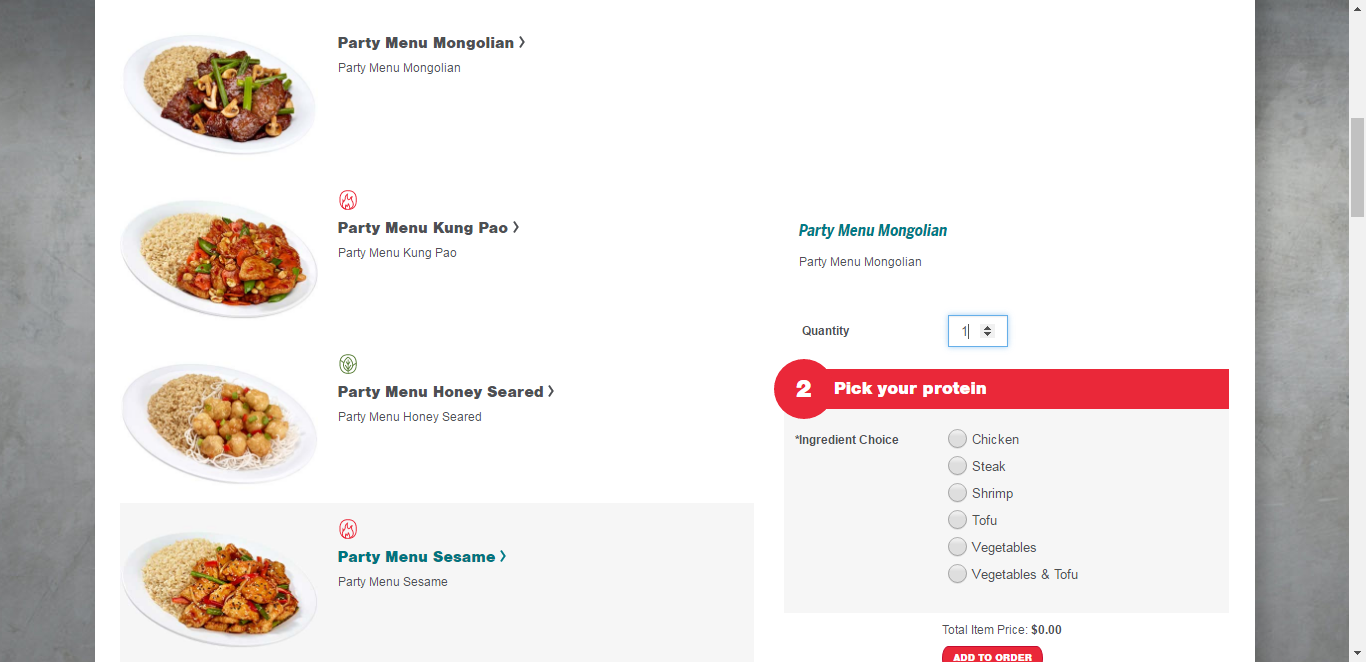 Party Menu Mongolian >
Party Menu Mongolian
Party Menu Kung Pao >
Party Menu Kung Pao
Party Menu Honey Seared >
Party Menu Honey Seared
Party Menu Sesame >
Party Menu Sesame
Party Menu Mongolian
Party Menu Mongolian
Quantity 1
2 Pick your protein
*Ingredient Choice
Chicken
Steak
Shrimp
Tofu
Vegetables
Vegetables & Tofu
Total Item Price: $0.00
ADD TO ORDER